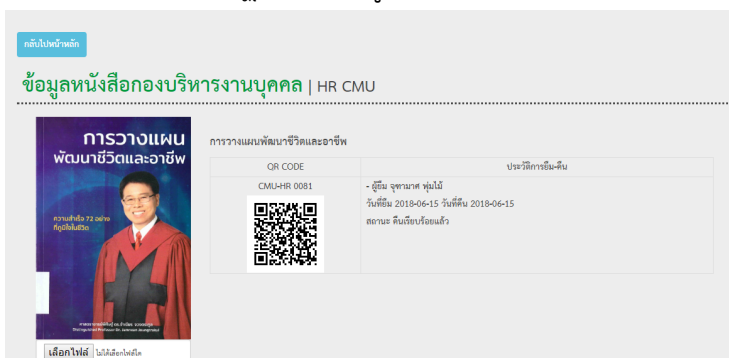 กลับไปหน้าหลัก
ข้อมูลหนังสือกองบริหารงานบุคคล | HR CMU
การวางแผน
พัฒนาชีวิตและอาชีพ
ความสำเร็จ 72 อย่าง
ที่ภูมิใจในชีวิต
การวางแผนพัฒนาชีวิตและอาชีพ
QR CODE
ประวัติการยืม-คืน
CMU-HR 0081
- ผู้ยืม จุฑามาศ พุ่มไม้
วันที่ยืม 2018-06-15 วันที่คืน 2018-06-15
สถานะ คืนเรียบร้อยแล้ว
เลือกไฟล์ ไม่ได้เลือกไฟล์ใด